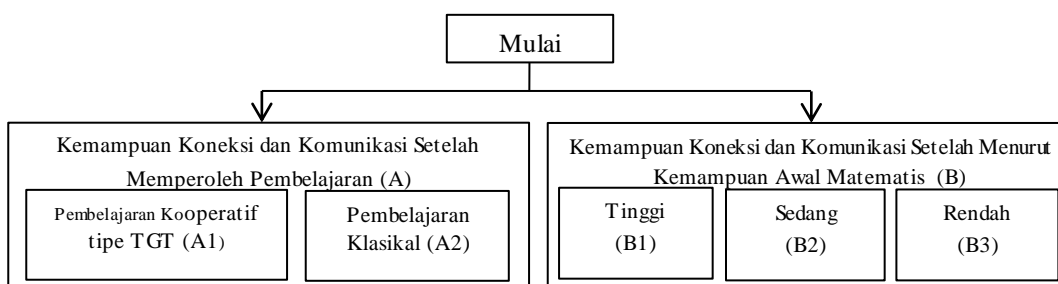 Mulai
Kemampuan Koneksi dan Komunikasi Setelah
Memperoleh Pembelajaran (A)
Pembelajaran Kooperatif
tipe TGT (A1)
Pembelajaran
Klasikal (A2)
Kemampuan Koneksi dan Komunikasi Setelah Menurut
Kemampuan Awal Matematis (B)
Tinggi
(B1)
Sedang
(B2)
Rendah
(B3)